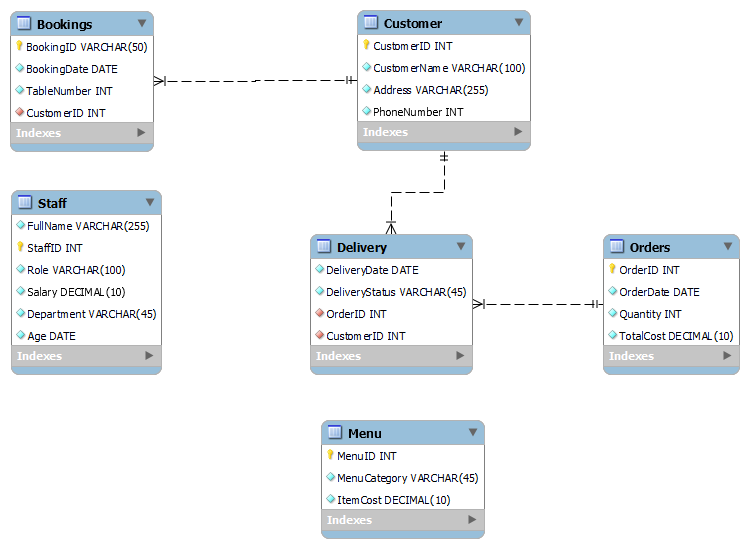 Bookings
BookingID VARCHAR(50)
BookingDate DATE
TableNumber INT
CustomerID INT
Indexes
Customer
CustomerID INT
CustomerName VARCHAR(100)
Address VARCHAR(255)
PhoneNumber INT
Indexes
Staff
FullName VARCHAR(255)
StaffID INT
Role VARCHAR(100)
Salary DECIMAL(10)
Department VARCHAR(45)
Age DATE
Indexes
Delivery
DeliveryDate DATE
DeliveryStatus VARCHAR(45)
OrderID INT
CustomerID INT
Indexes
Orders
OrderID INT
OrderDate DATE
Quantity INT
TotalCost DECIMAL(10)
Indexes
Menu
MenuID INT
MenuCategory VARCHAR(45)
ItemCost DECIMAL(10)
Indexes